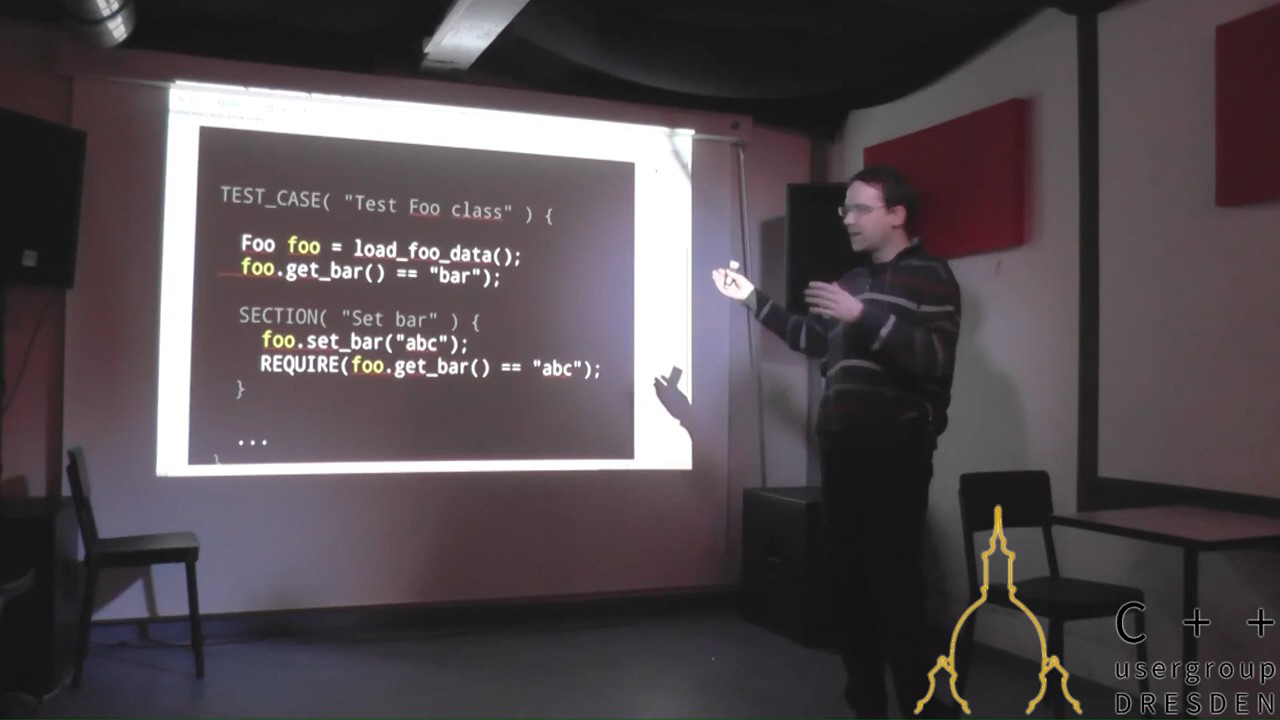 TEST_CASE( "Test Foo class" ) {
Foo foo = load_foo_data();
foo.get_bar() == "bar");
SECTION( "Set bar" ) {
foo.set_bar("abc");
REQUIRE(foo.get_bar() == "abc");
}
...
}
C + +
usergroup
DRESDEN